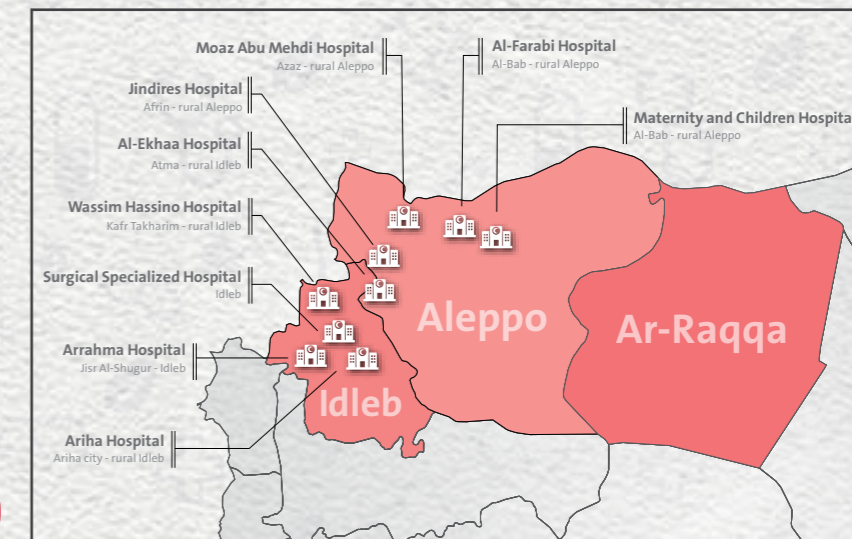 Moaz Abu Mehdi Hospital
Azaz - rural Aleppo
Al-Farabi Hospital
Al-Bab - rural Aleppo
Jindires Hospital
Afrin - rural Aleppo
Maternity and Children Hospita
Al-Bab - rural Aleppo
Al-Ekhaa Hospital
Atma - rural Idleb
Wassim Hassino Hospital
Kafr Takharim - rural Idleb
Surgical Specialized Hospital
Idleb
Aleppo
Ar-Raqqa
Arrahma Hospital
Jisr Al-Shugur - Idleb
Idleb
Ariha Hospital
Ariha city - rural Idleb